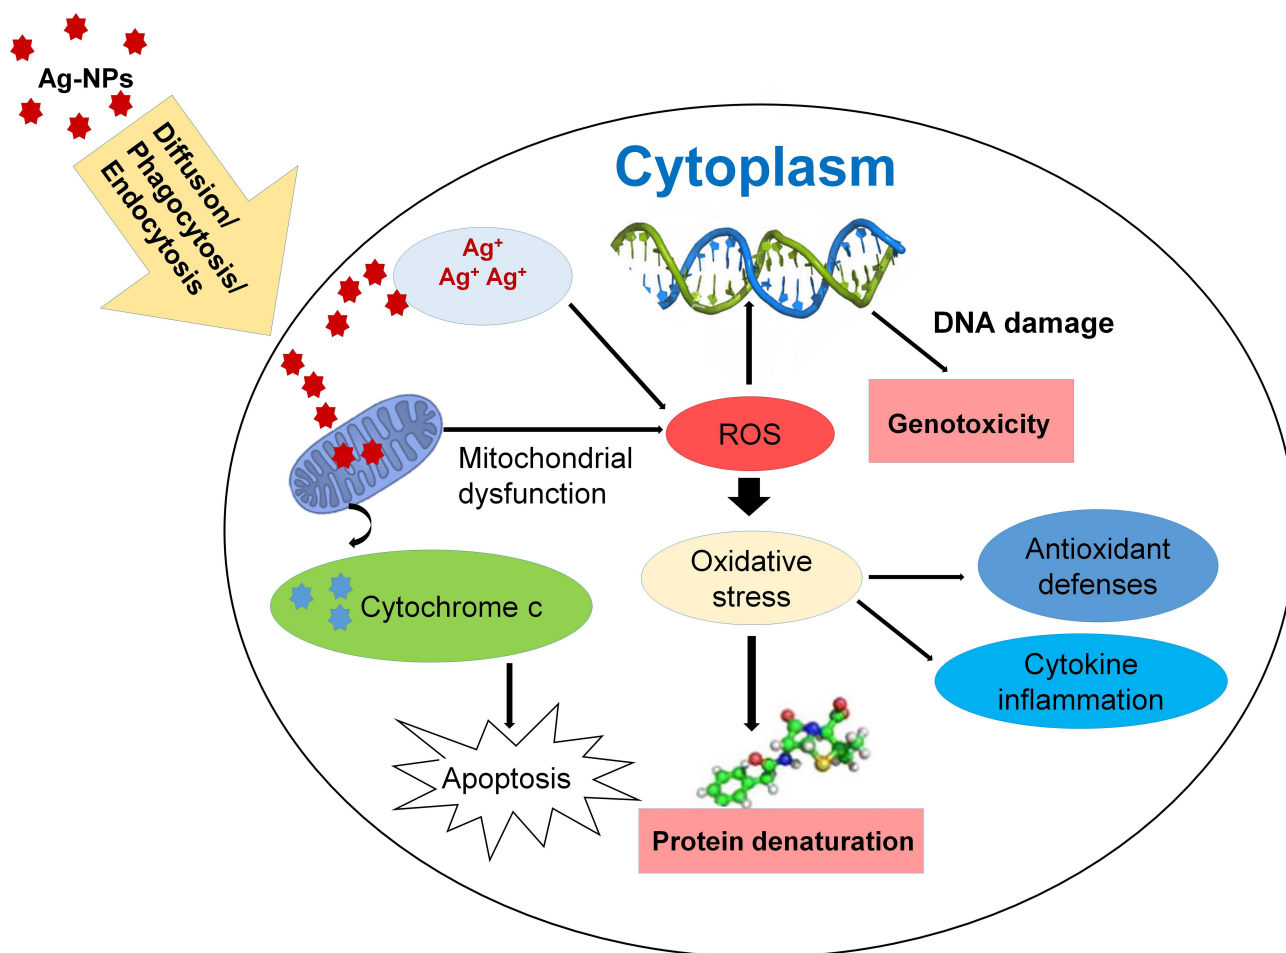 Ag-NPs
Diffusion/
Phagocytosis/
Endocytosis
Cytoplasm
Ag⁺
Ag⁺ Ag⁺
DNA damage
Genotoxicity
ROS
Mitochondrial
dysfunction
Oxidative
stress
Antioxidant
defenses
Cytochrome c
Cytokine
inflammation
Apoptosis
Protein denaturation